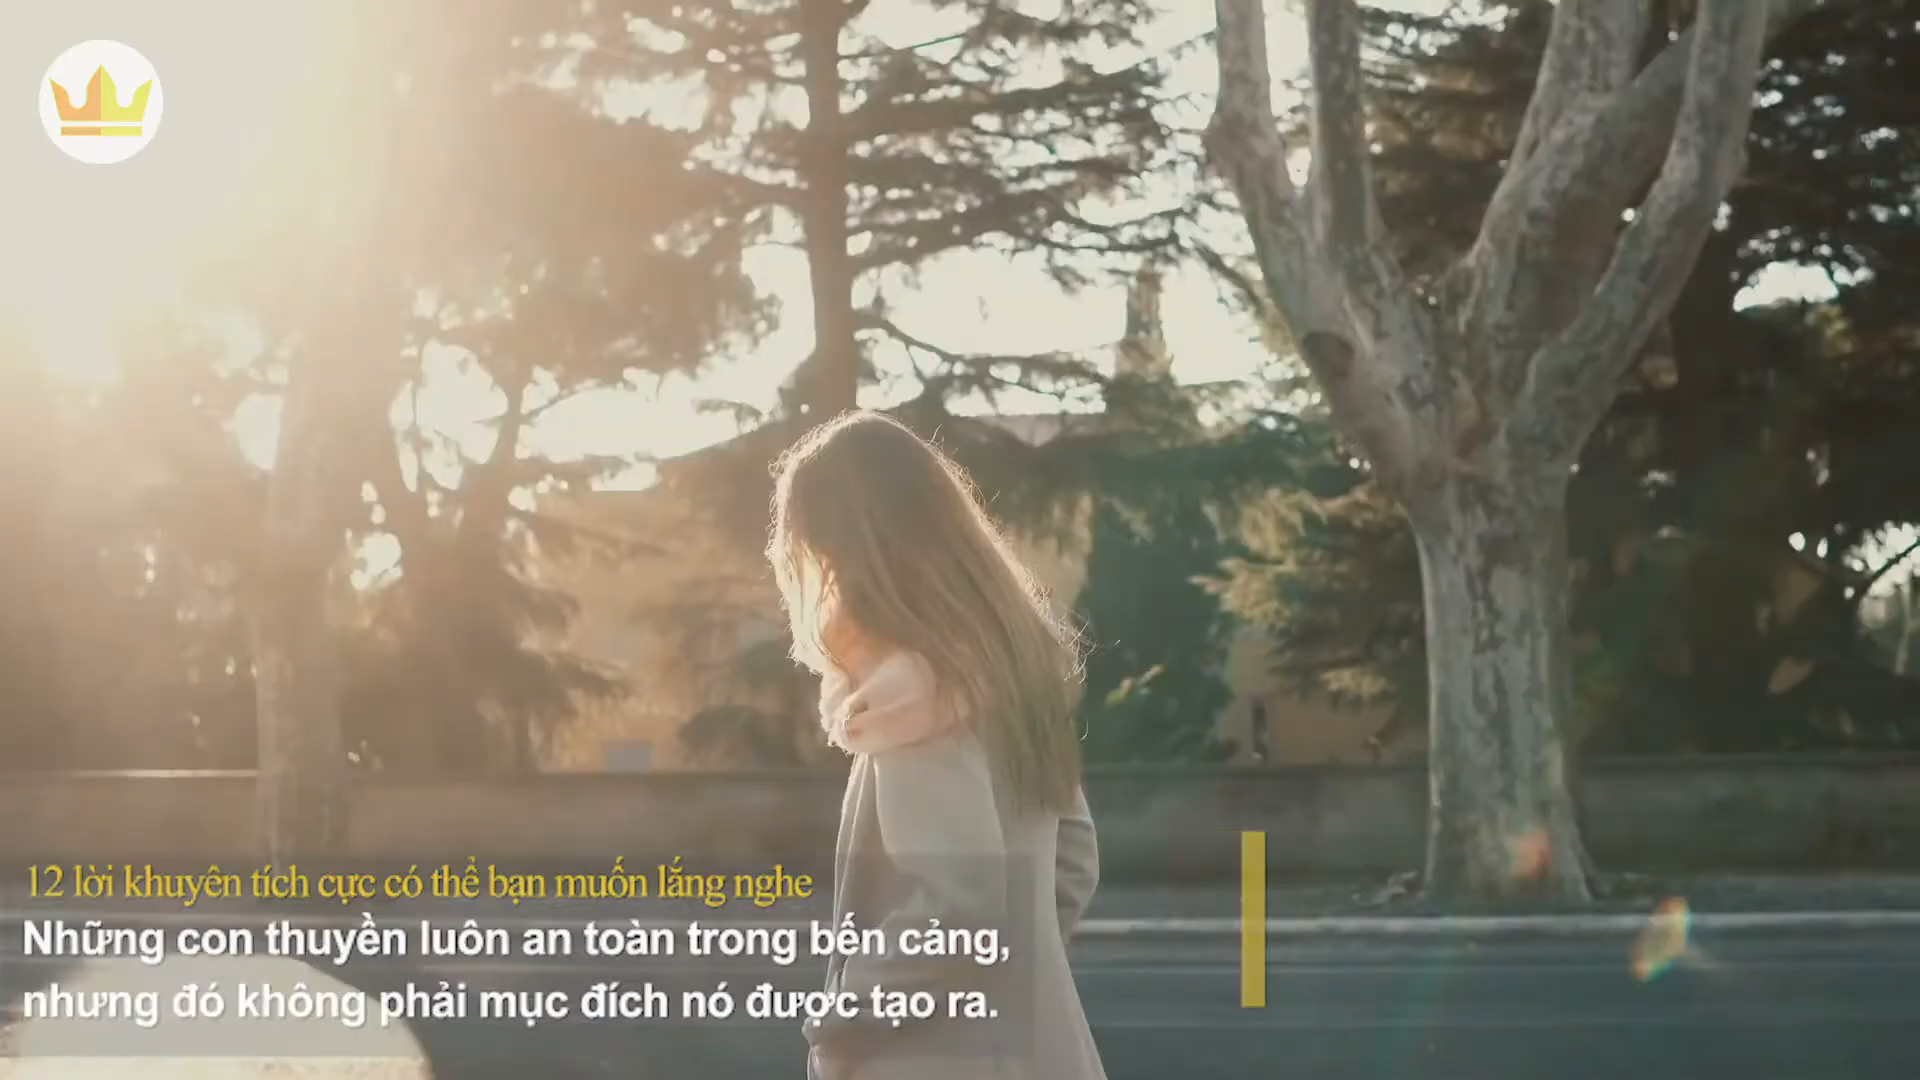 12 lời khuyên tích cực có thể bạn muốn lắng nghe
Những con thuyền luôn an toàn trong bến cảng,
nhưng đó không phải mục đích nó được tạo ra.